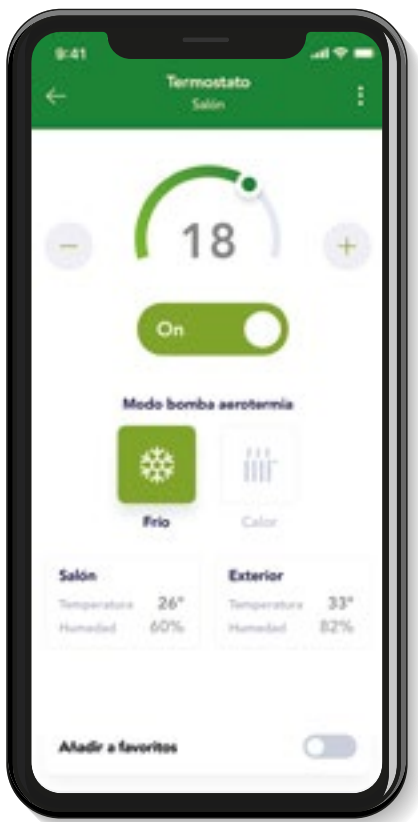 9:41
Termostato
Salón
18
On
Modo bomba aerotermia
Frío
Calor
Salón
Temperatura 26°
Humedad 60%
Exterior
Temperatura 33°
Humedad 82%
Añadir a favoritos